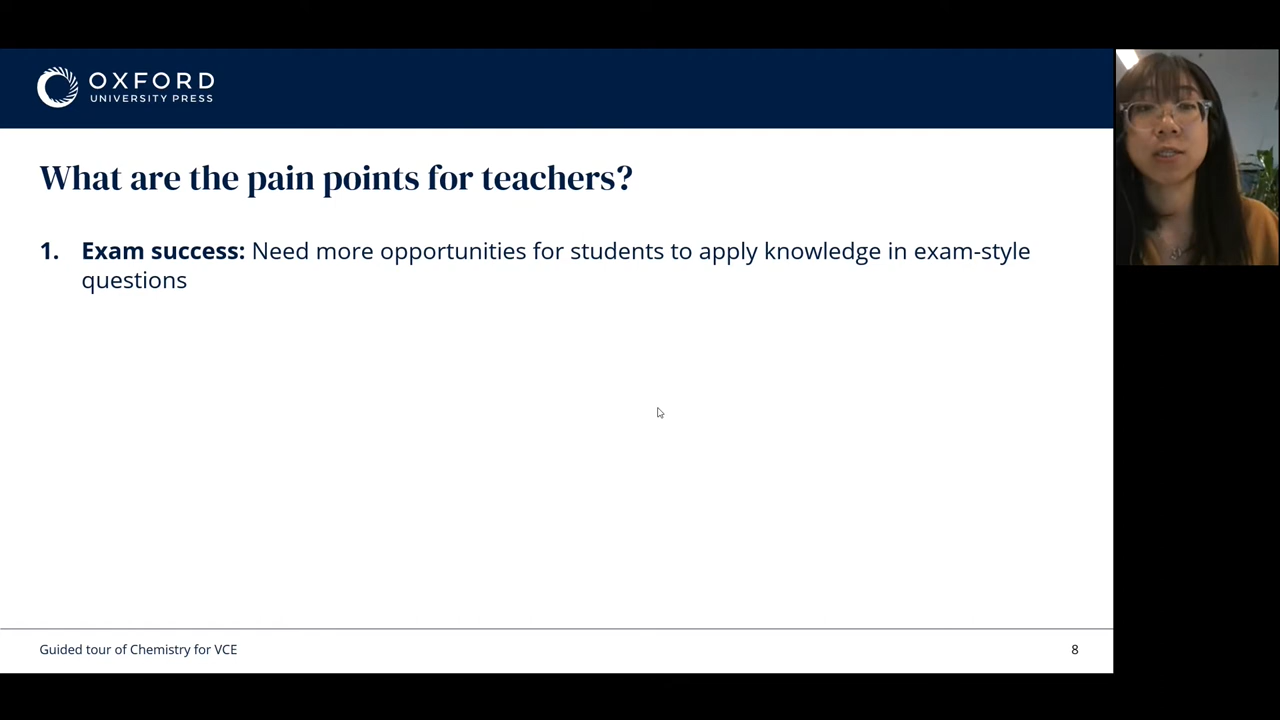 OXFORD
UNIVERSITY PRESS
What are the pain points for teachers?
1. Exam success: Need more opportunities for students to apply knowledge in exam-style
questions
Guided tour of Chemistry for VCE
8